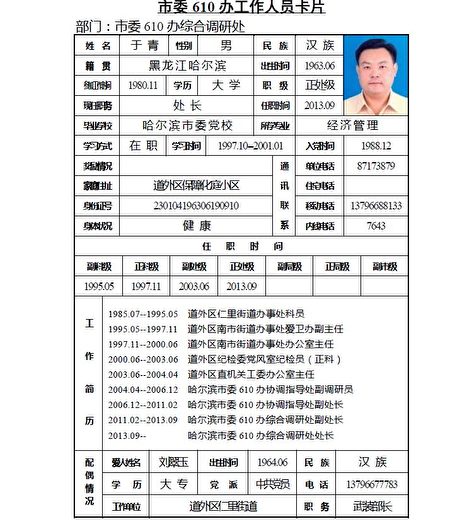 市委 610 办工作人员卡片
部门：市委 610 办综合调研处
姓 名 于 青 性别 男 民 族 汉 族
籍 贯 黑龙江哈尔滨 出生时间 1963.06
参加工作时间 1980.11 学历 大 学 职 级 正处级
现任职务 处 长 任职时间 2013.09
毕业学校 哈尔滨市委党校 所学专业 经济管理
学习方式 在 职 学习时间 1997.10--2001.01 入党时间 1988.12
奖惩情况 通讯联系 单位电话 87173879
家庭住址 道外区保障化庭小区 住宅电话
身份证号 230104196306190910 移动电话 13796688133
身体状况 健 康 内线电话 7643
任 职 时 间
副科级 正科级 副处级 正处级 副局级 正局级 副市级
1995.05 1997.11 2003.06 2013.09
工作简历
1985.07--1995.05 道外区仁里街道办事处科员
1995.05--1997.11 道外区南市街道办事处爱卫办副主任
1997.11--2000.06 道外区南市街道办事处办公室主任
2000.06--2003.06 道外区纪检委党风室纪检员（正科）
2003.06--2004.04 道外区直机关工委办公室主任
2004.04--2006.12 哈尔滨市委 610 办协调指导处副调研员
2006.12--2011.02 哈尔滨市委 610 办协调指导处副处长
2011.02--2013.09 哈尔滨市委 610 办综合调研处副处长
2013.09-- 哈尔滨市委 610 办综合调研处处长
配偶情况
爱人姓名 刘翠玉 出生时间 1964.06 民 族 汉 族
学 历 大 专 党 派 中共党员 电 话 13796677783
工作单位 道外区仁里街道 职 务 武装部长